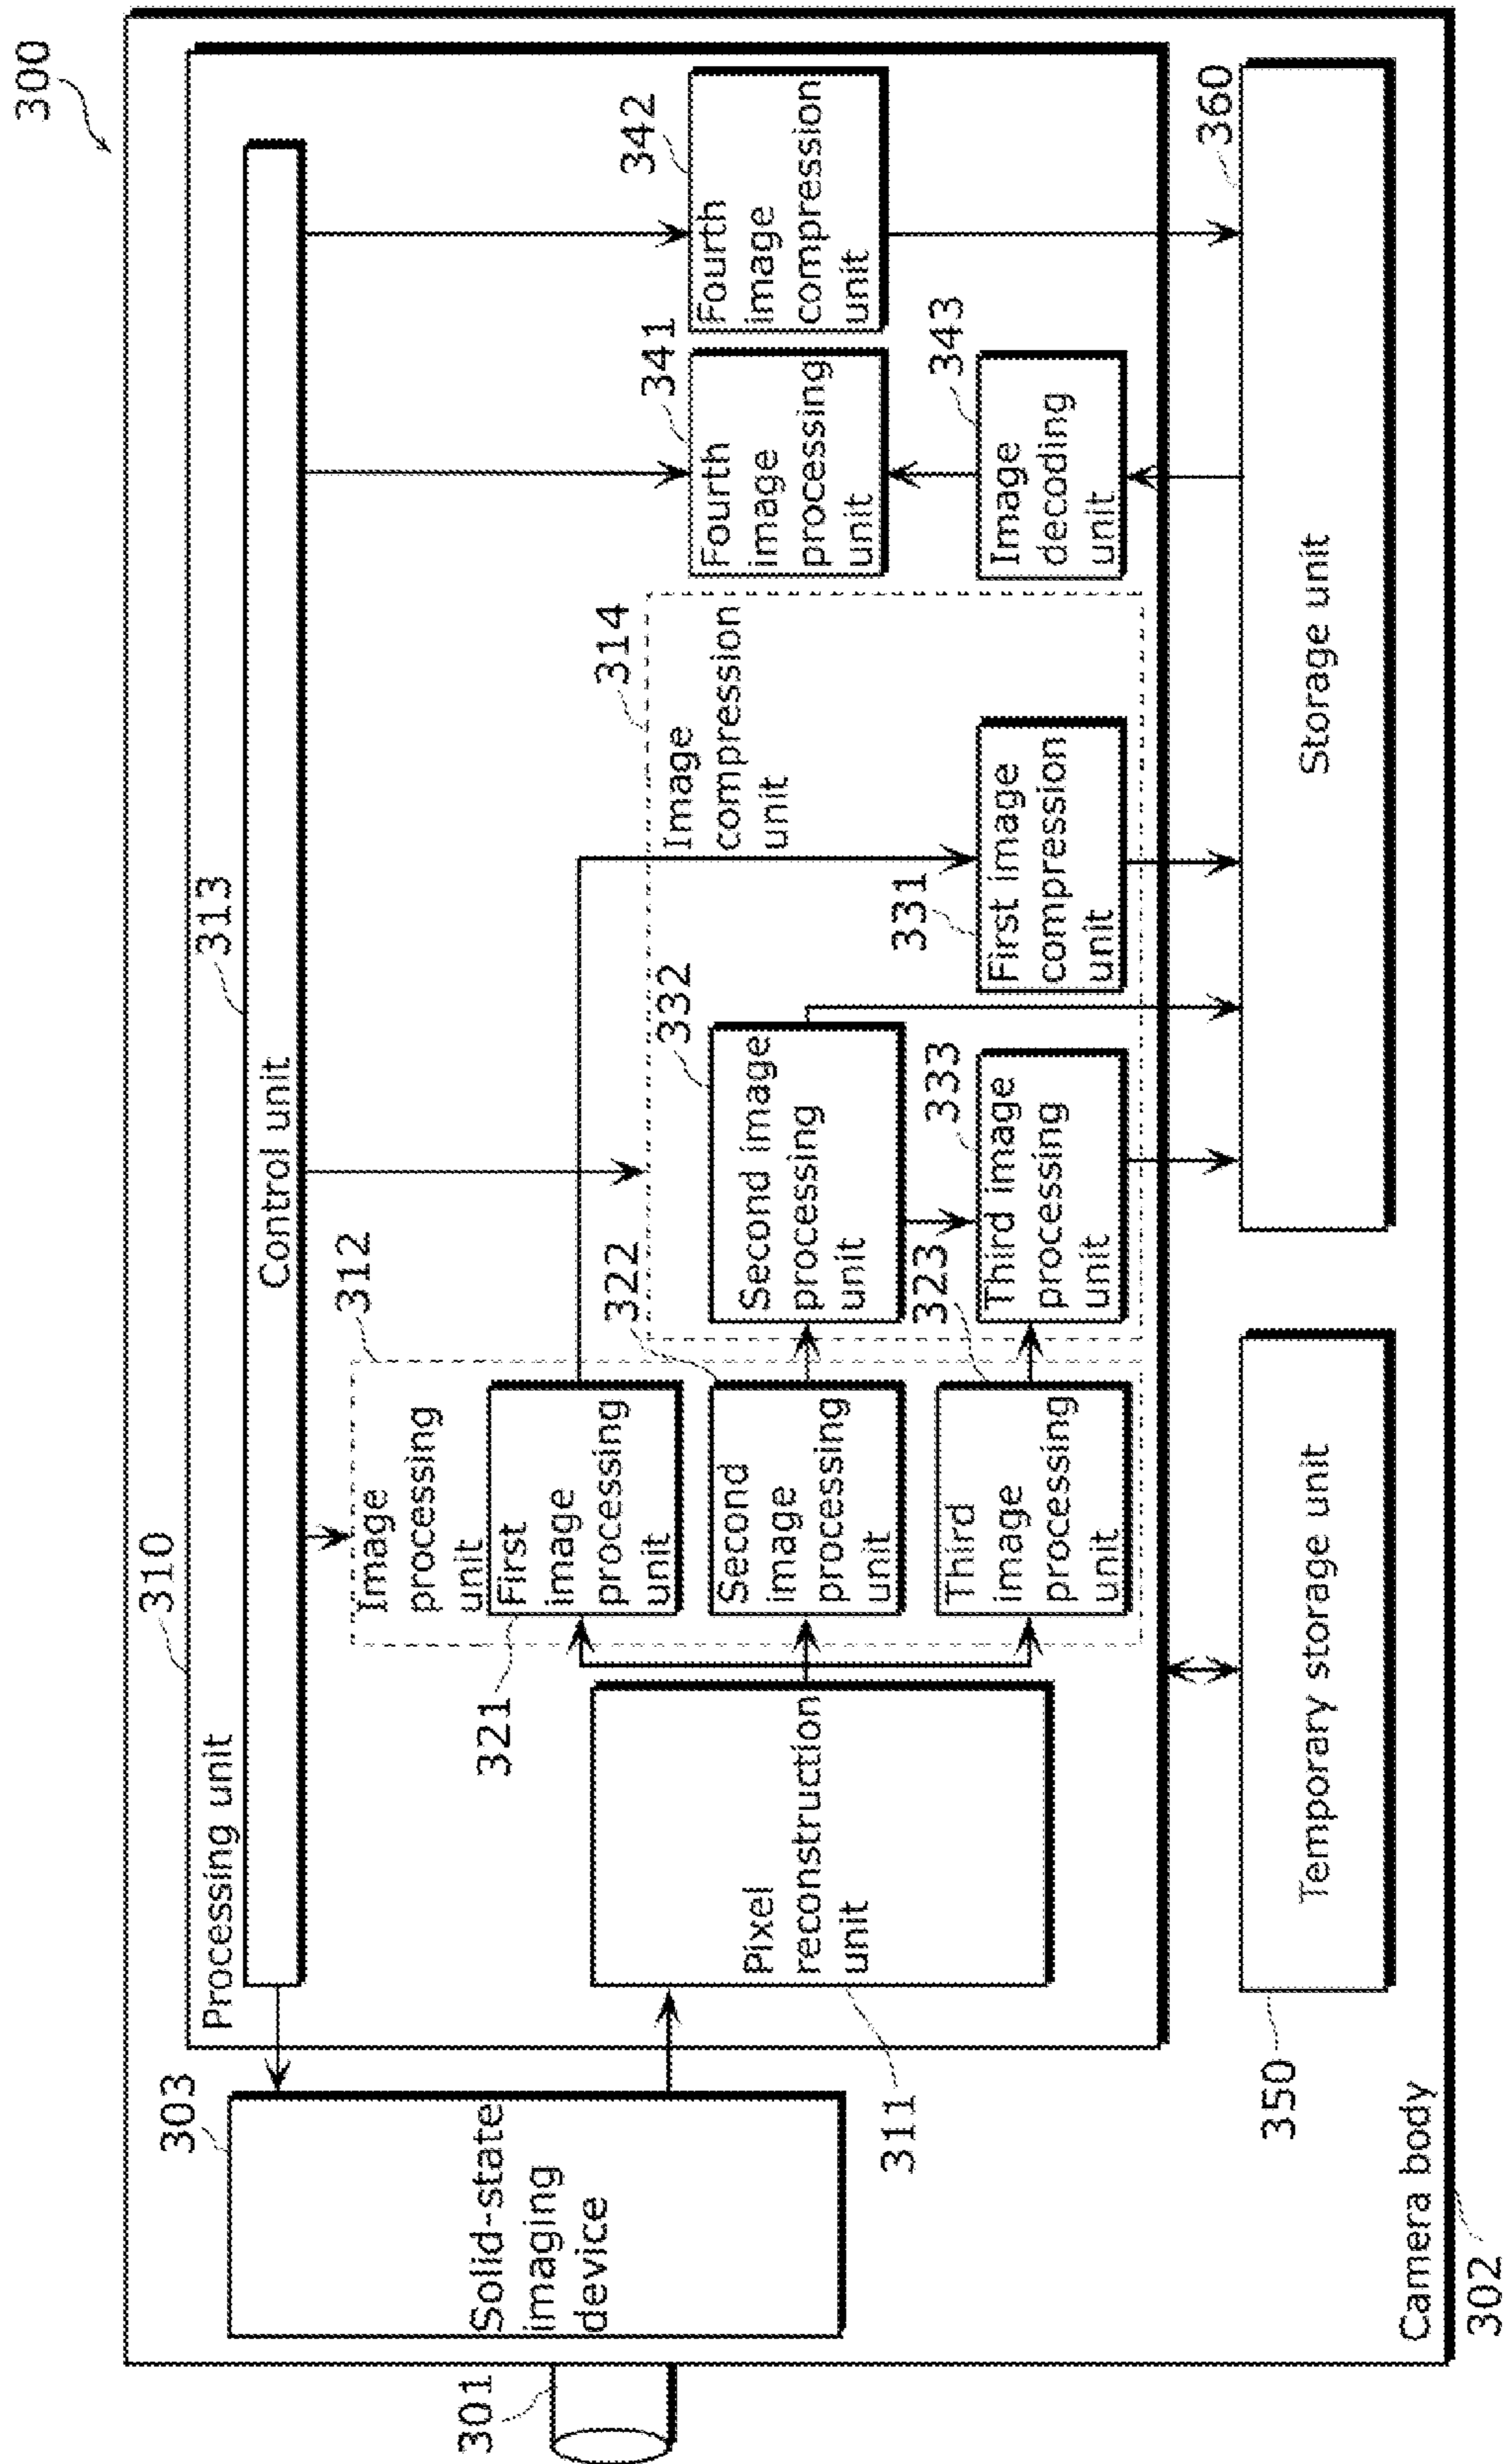 300
310
Processing unit
313
Control unit
303
Solid-state
imaging
device
301
311
Pixel
reconstruction
unit
312
Image
processing
unit
321
First
image
processing
unit
322
Second
image
processing
unit
323
Third
image
processing
unit
314
Image
compression
unit
332
Second image
processing
unit
333
Third image
processing
unit
331
First image
compression
unit
341
Fourth
image
processing
unit
342
Fourth
image
compression
unit
343
Image
decoding
unit
350
Temporary storage unit
360
Storage unit
Camera body
302